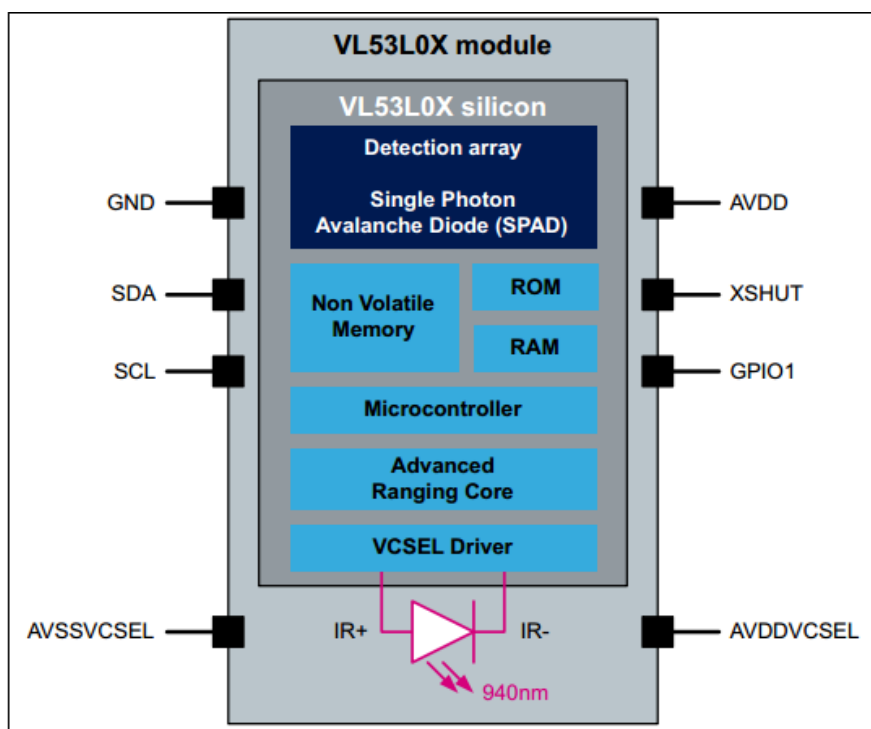 VL53L0X module
VL53L0X silicon
Detection array
Single Photon
Avalanche Diode (SPAD)
GND
AVDD
SDA
Non Volatile
Memory
ROM
XSHUT
RAM
SCL
GPIO1
Microcontroller
Advanced
Ranging Core
VCSEL Driver
AVSSVCSEL
IR+
IR-
AVDDVCSEL
940nm